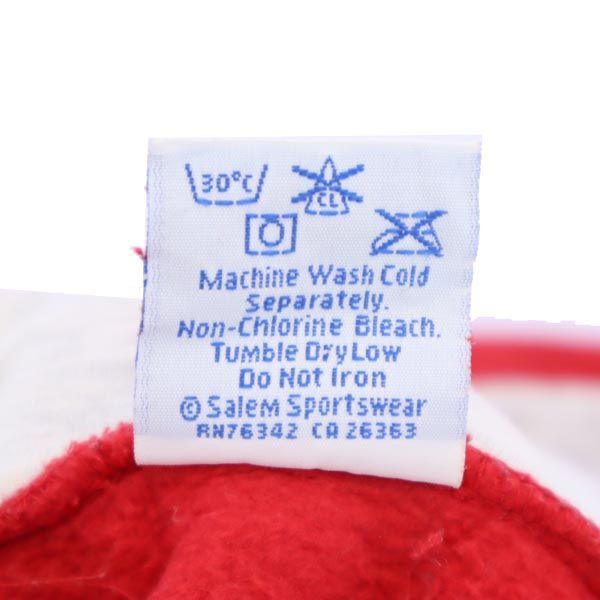 30°C
CL
Machine Wash Cold
Separately.
Non-Chlorine Bleach.
Tumble Dry Low
Do Not Iron
© Salem Sportswear
RN76342 CA 26363